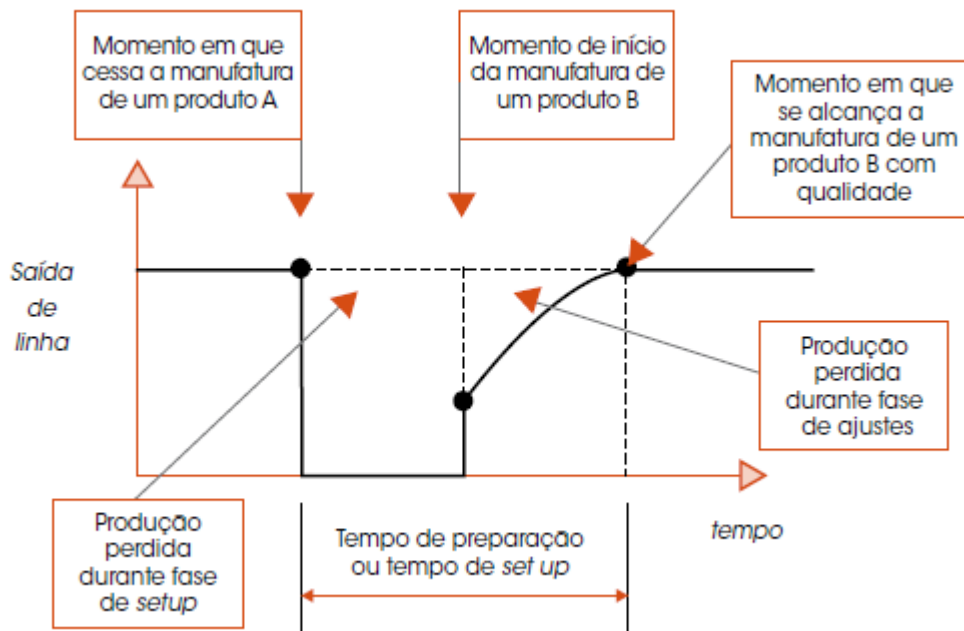 Momento em que
cessa a manufatura
de um produto A
Momento de início
da manufatura de
um produto B
Momento em que
se alcança a
manufatura de um
produto B com
qualidade
Saída
de
linha
Produção
perdida
durante fase
de ajustes
Produção
perdida
durante fase
de setup
Tempo de preparação
ou tempo de set up
tempo